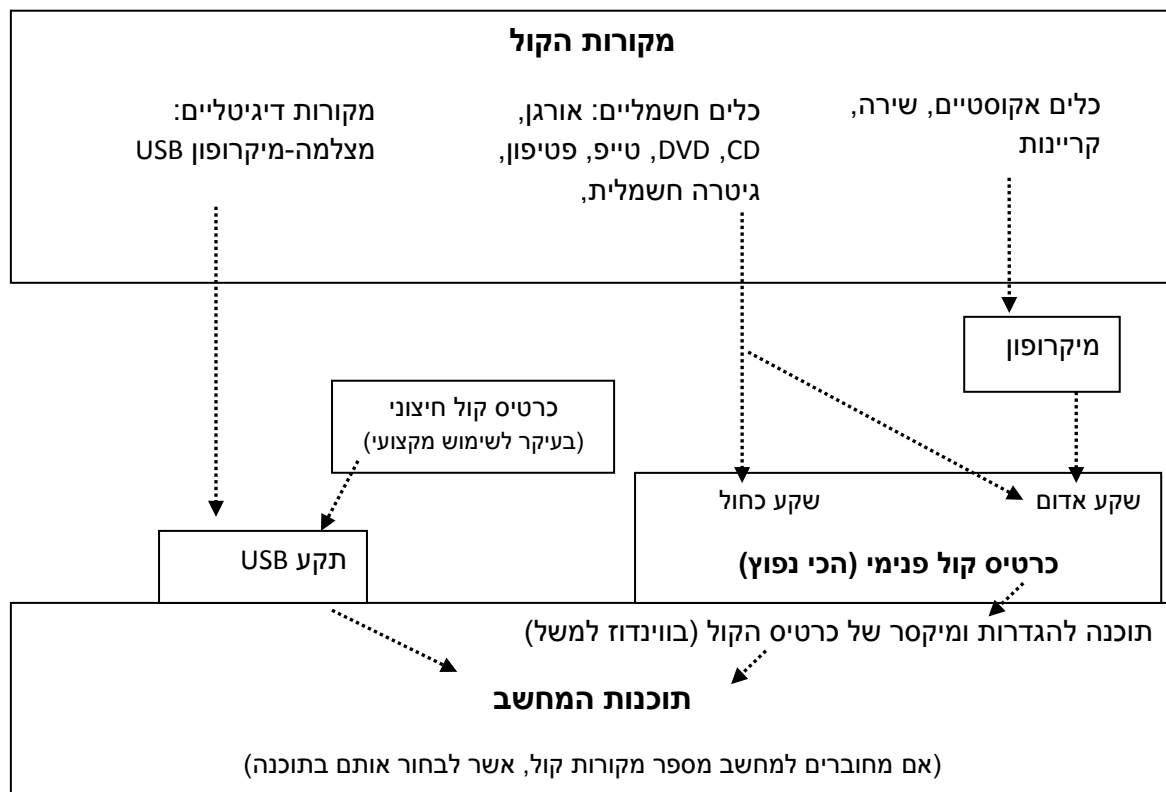 מקורות הקול
כלים אקוסטיים, שירה,
קריינות
כלים חשמליים: אורגן,
CD, DVD, טייפ, פטיפון,
גיטרה חשמלית,
מקורות דיגיטליים:
מצלמה-מיקרופון USB
מיקרופון
כרטיס קול חיצוני
(בעיקר לשימוש מקצועי)
שקע אדום
שקע כחול
כרטיס קול פנימי (הכי נפוץ)
תקע USB
תוכנה להגדרות ומיקסר של כרטיס הקול (בווינדוז למשל)
תוכנות המחשב
(אם מחוברים למחשב מספר מקורות קול, אשר לבחור אותם בתוכנה)